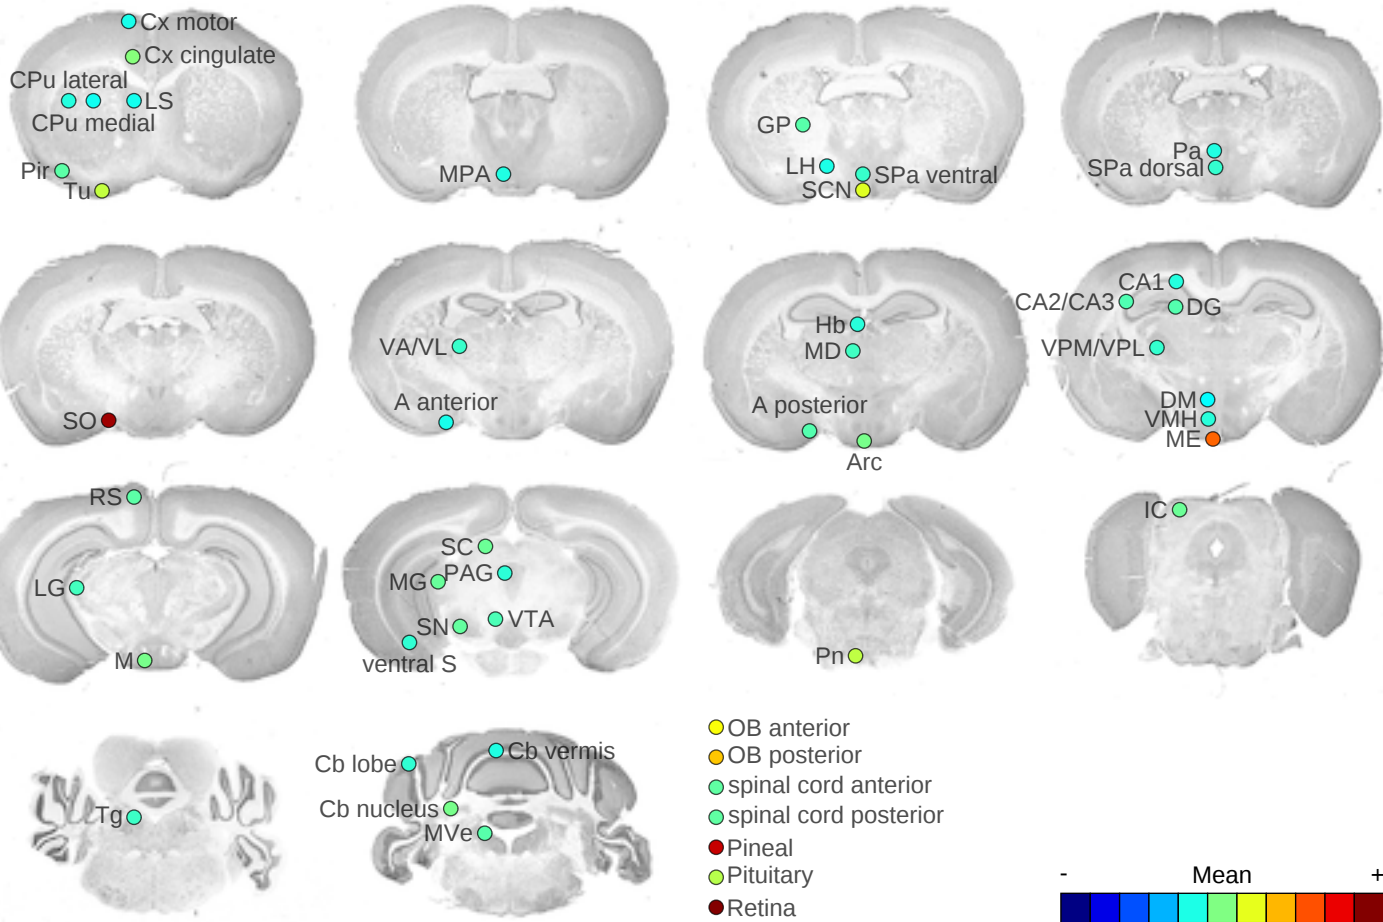 Cx motor
Cx cingulate
CPu lateral
LS
CPu medial
Pir
Tu
MPA
GP
LH
SPa ventral
SCN
Pa
SPa dorsal
SO
VA/VL
A anterior
Hb
MD
A posterior
Arc
CA1
CA2/CA3
DG
VPM/VPL
DM
VMH
ME
RS
LG
M
SC
MG
PAG
SN
VTA
ventral S
Pn
IC
Tg
Cb lobe
Cb vermis
Cb nucleus
MVe
OB anterior
OB posterior
spinal cord anterior
spinal cord posterior
Pineal
Pituitary
Retina
- Mean +